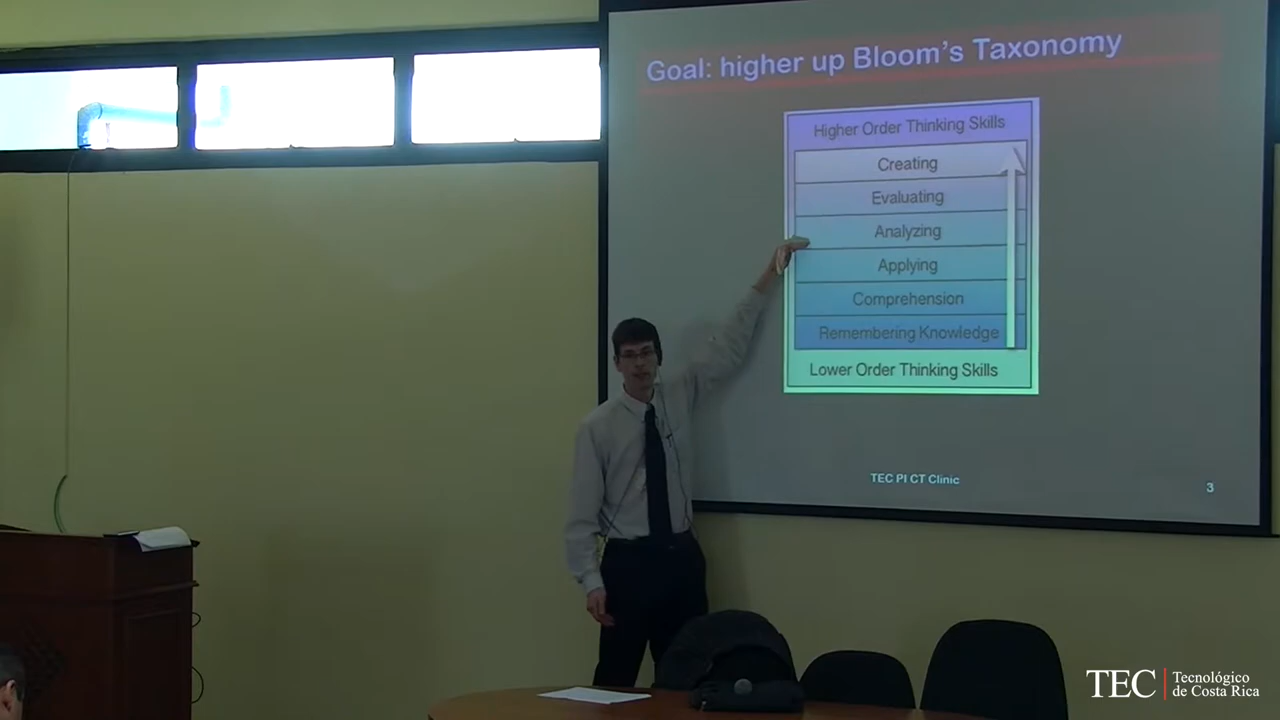 Goal: higher up Bloom's Taxonomy
Higher Order Thinking Skills
Creating
Evaluating
Analyzing
Applying
Comprehension
Remembering Knowledge
Lower Order Thinking Skills
TEC PI CT Clinic
3
TEC | Tecnológico
de Costa Rica